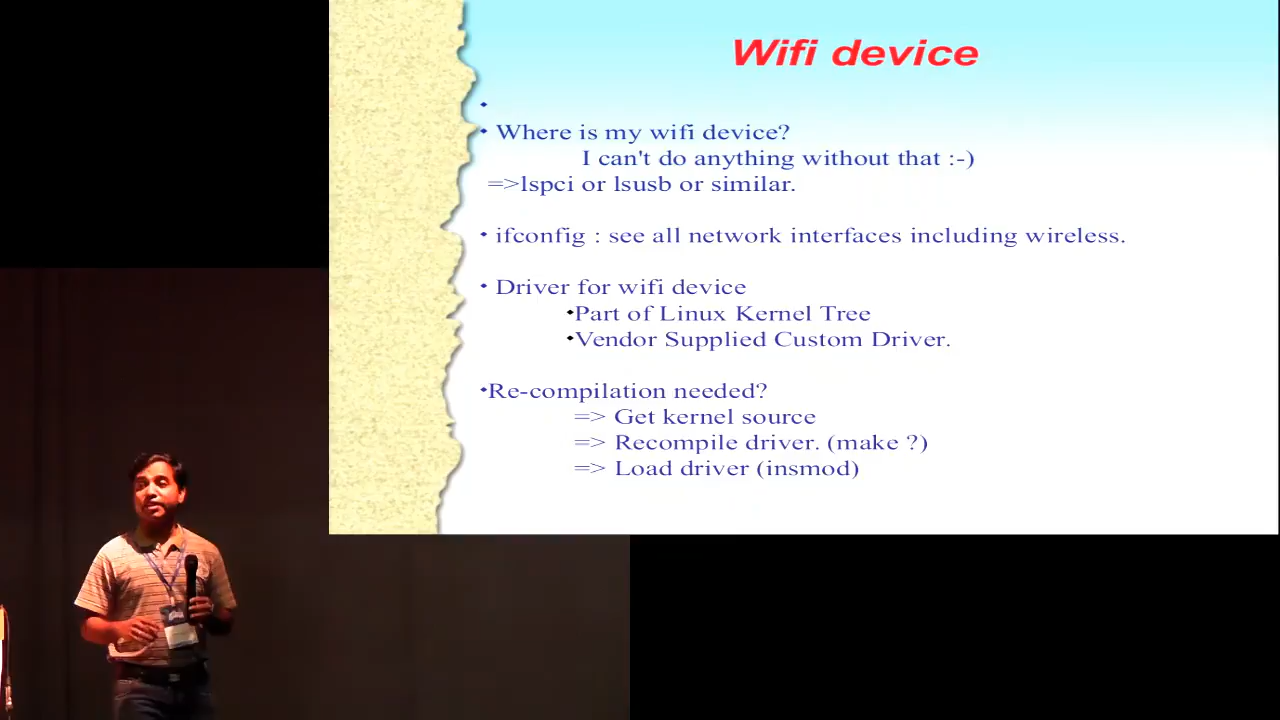 Wifi device
•
• Where is my wifi device?
I can't do anything without that :-)
=>lspci or lsusb or similar.
• ifconfig : see all network interfaces including wireless.
• Driver for wifi device
•Part of Linux Kernel Tree
•Vendor Supplied Custom Driver.
•Re-compilation needed?
=> Get kernel source
=> Recompile driver. (make ?)
=> Load driver (insmod)